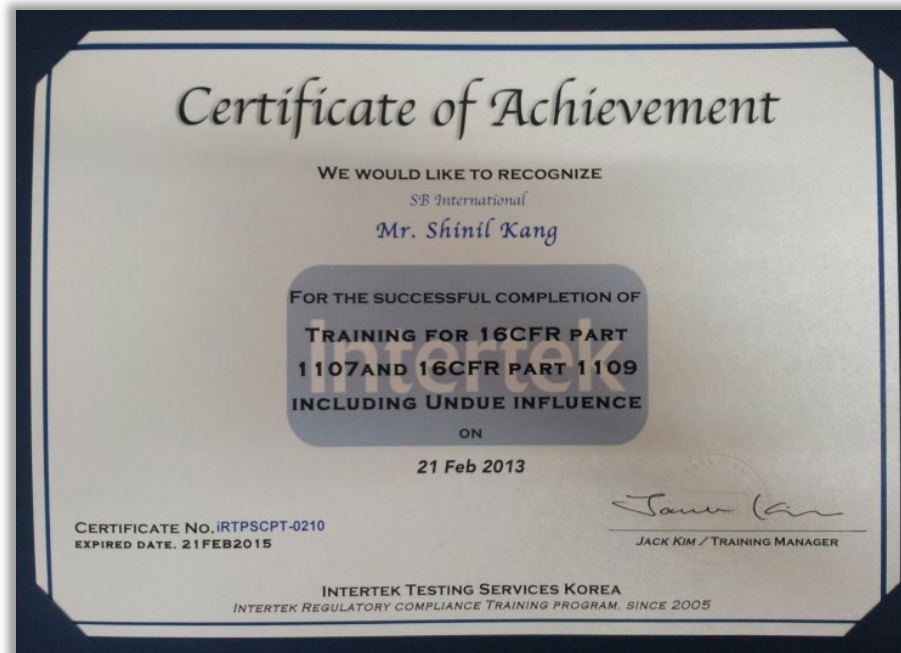 Certificate of Achievement
WE WOULD LIKE TO RECOGNIZE
SB International
Mr. Shinil Kang
FOR THE SUCCESSFUL COMPLETION OF
TRAINING FOR 16CFR PART
1107AND 16CFR PART 1109
INCLUDING UNDUE INFLUENCE
ON
21 Feb 2013
intertek
CERTIFICATE NO. iRTPSCPT-0210
EXPIRED DATE. 21FEB2015
JACK KIM / TRAINING MANAGER
INTERTEK TESTING SERVICES KOREA
INTERTEK REGULATORY COMPLIANCE TRAINING PROGRAM. SINCE 2005